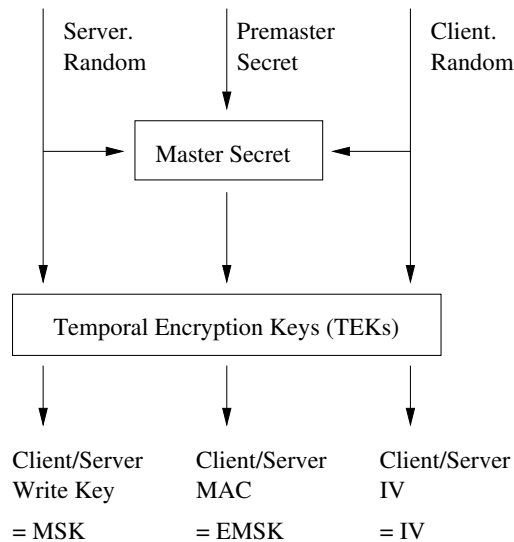 Server.
Random
Premaster
Secret
Client.
Random
Master Secret
Temporal Encryption Keys (TEKs)
Client/Server
Write Key
= MSK
Client/Server
MAC
= EMSK
Client/Server
IV
= IV